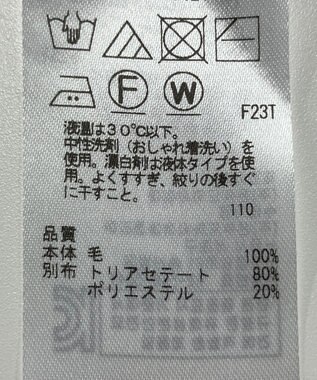 F W
F23T
液温は30℃以下。
中性洗剤（おしゃれ着洗い）を
使用。漂白剤は液体タイプを使
用。よくすすぎ、絞りの後すぐ
に干すこと。
110
品質
本体 毛 100%
別布 トリアセテート 80%
ポリエステル 20%